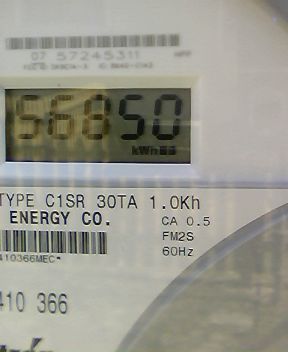 07 57245311
56850
kWh
TYPE C1SR 30TA 1.0Kh
ENERGY CO.
CA 0.5
FM2S
60Hz
410366MEC*
410 366